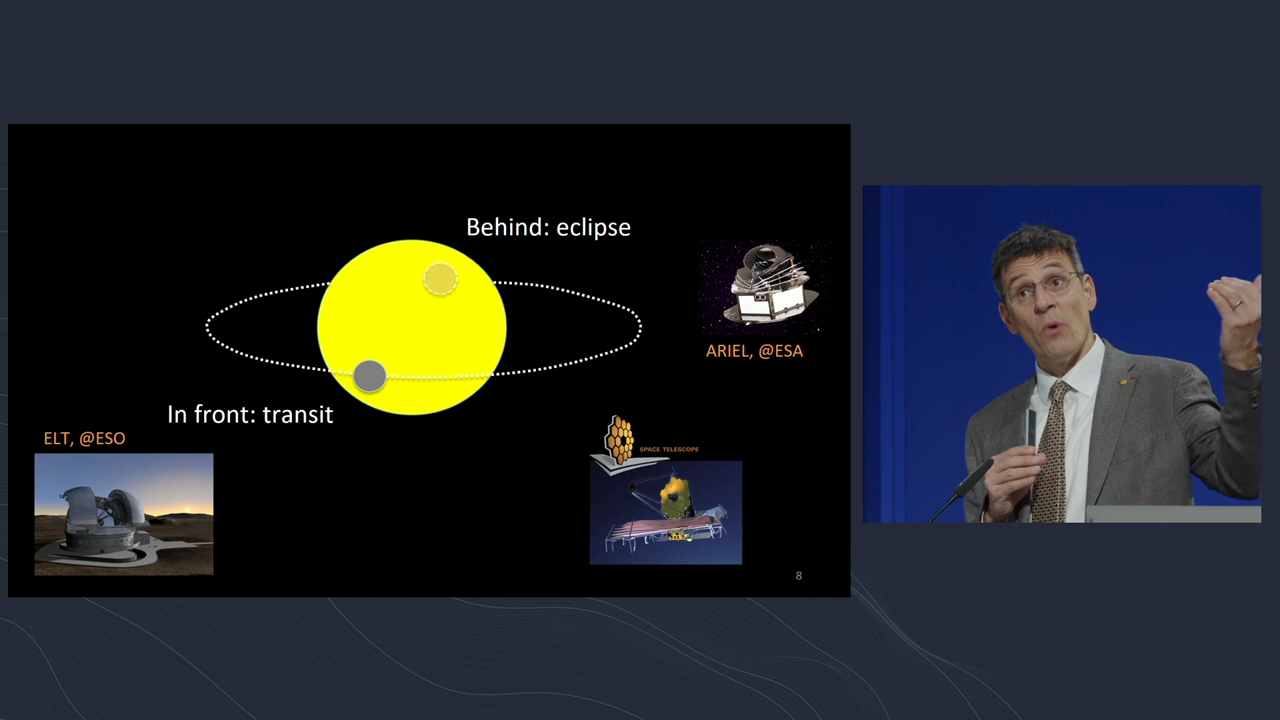 Behind: eclipse
ARIEL, @ESA
In front: transit
ELT, @ESO
SPACE TELESCOPE
8